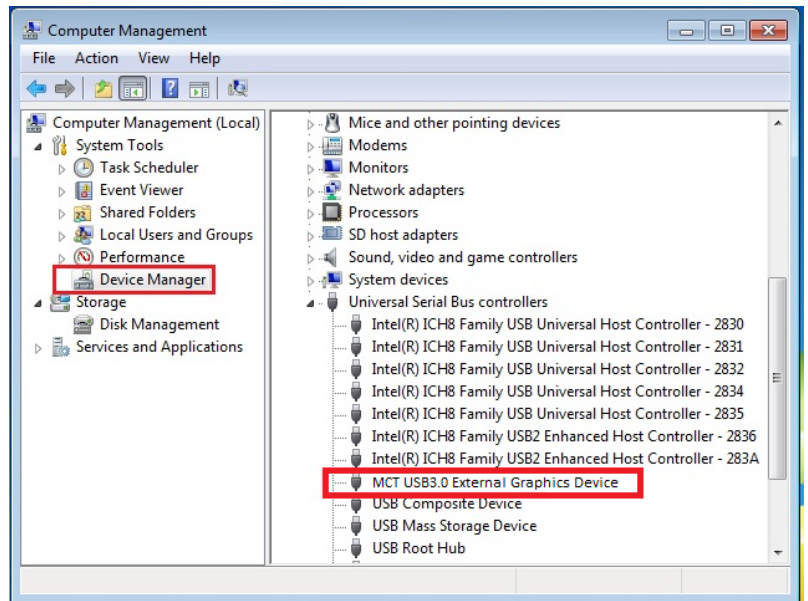 Computer Management
File Action View Help
Computer Management (Local)
System Tools
Task Scheduler
Event Viewer
Shared Folders
Local Users and Groups
Performance
Device Manager
Storage
Disk Management
Services and Applications
Mice and other pointing devices
Modems
Monitors
Network adapters
Processors
SD host adapters
Sound, video and game controllers
System devices
Universal Serial Bus controllers
Intel(R) ICH8 Family USB Universal Host Controller - 2830
Intel(R) ICH8 Family USB Universal Host Controller - 2831
Intel(R) ICH8 Family USB Universal Host Controller - 2832
Intel(R) ICH8 Family USB Universal Host Controller - 2834
Intel(R) ICH8 Family USB Universal Host Controller - 2835
Intel(R) ICH8 Family USB2 Enhanced Host Controller - 2836
Intel(R) ICH8 Family USB2 Enhanced Host Controller - 283A
MCT USB3.0 External Graphics Device
USB Composite Device
USB Mass Storage Device
USB Root Hub